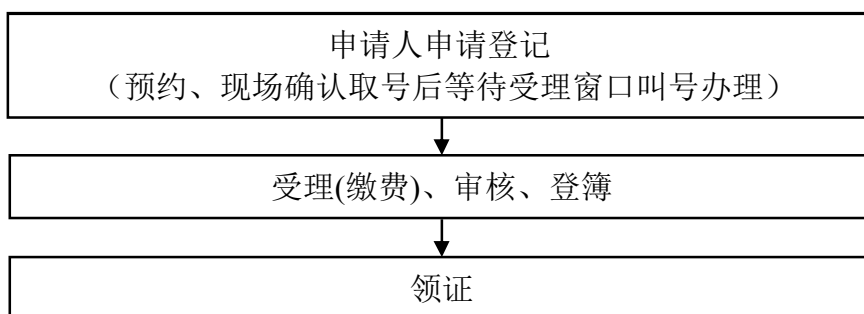 申请人申请登记
（预约、现场确认取号后等待受理窗口叫号办理）
受理(缴费)、审核、登簿
领证